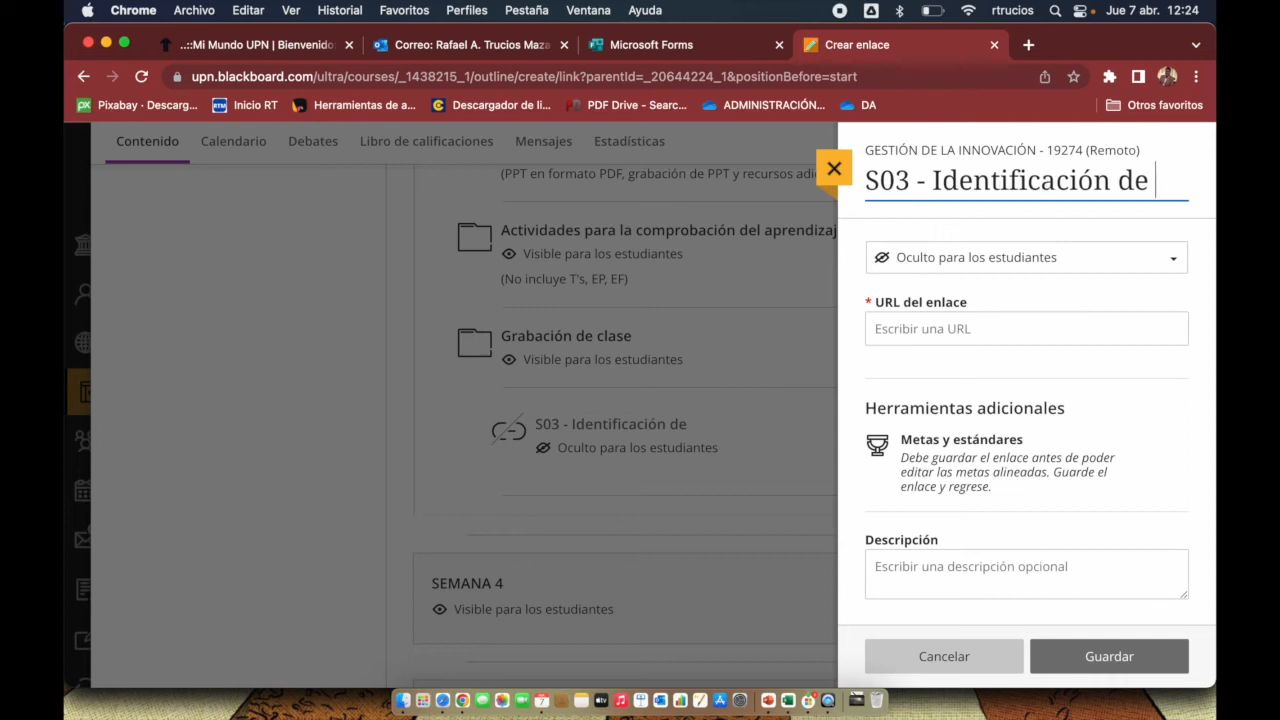 Chrome Archivo Editar Ver Historial Favoritos Perfiles Pestaña Ventana Ayuda rtrucios Jue 7 abr. 12:24
..::Mi Mundo UPN | Bienvenido Correo: Rafael A. Trucios Maza Microsoft Forms Crear enlace
upn.blackboard.com/ultra/courses/_1438215_1/outline/create/link?parentId=_20644224_1&positionBefore=start
Pixabay - Descarg... Inicio RT Herramientas de a... Descargador de li... PDF Drive - Searc... ADMINISTRACIÓN... DA Otros favoritos
Contenido Calendario Debates Libro de calificaciones Mensajes Estadísticas
(PPT en formato PDF, grabación de PPT y recursos adi
Actividades para la comprobación del aprendizaj
Visible para los estudiantes
(No incluye T's, EP, EF)
Grabación de clase
Visible para los estudiantes
S03 - Identificación de
Oculto para los estudiantes
SEMANA 4
Visible para los estudiantes
GESTIÓN DE LA INNOVACIÓN - 19274 (Remoto)
S03 - Identificación de
Oculto para los estudiantes
* URL del enlace
Escribir una URL
Herramientas adicionales
Metas y estándares
Debe guardar el enlace antes de poder
editar las metas alineadas. Guarde el
enlace y regrese.
Descripción
Escribir una descripción opcional
Cancelar Guardar